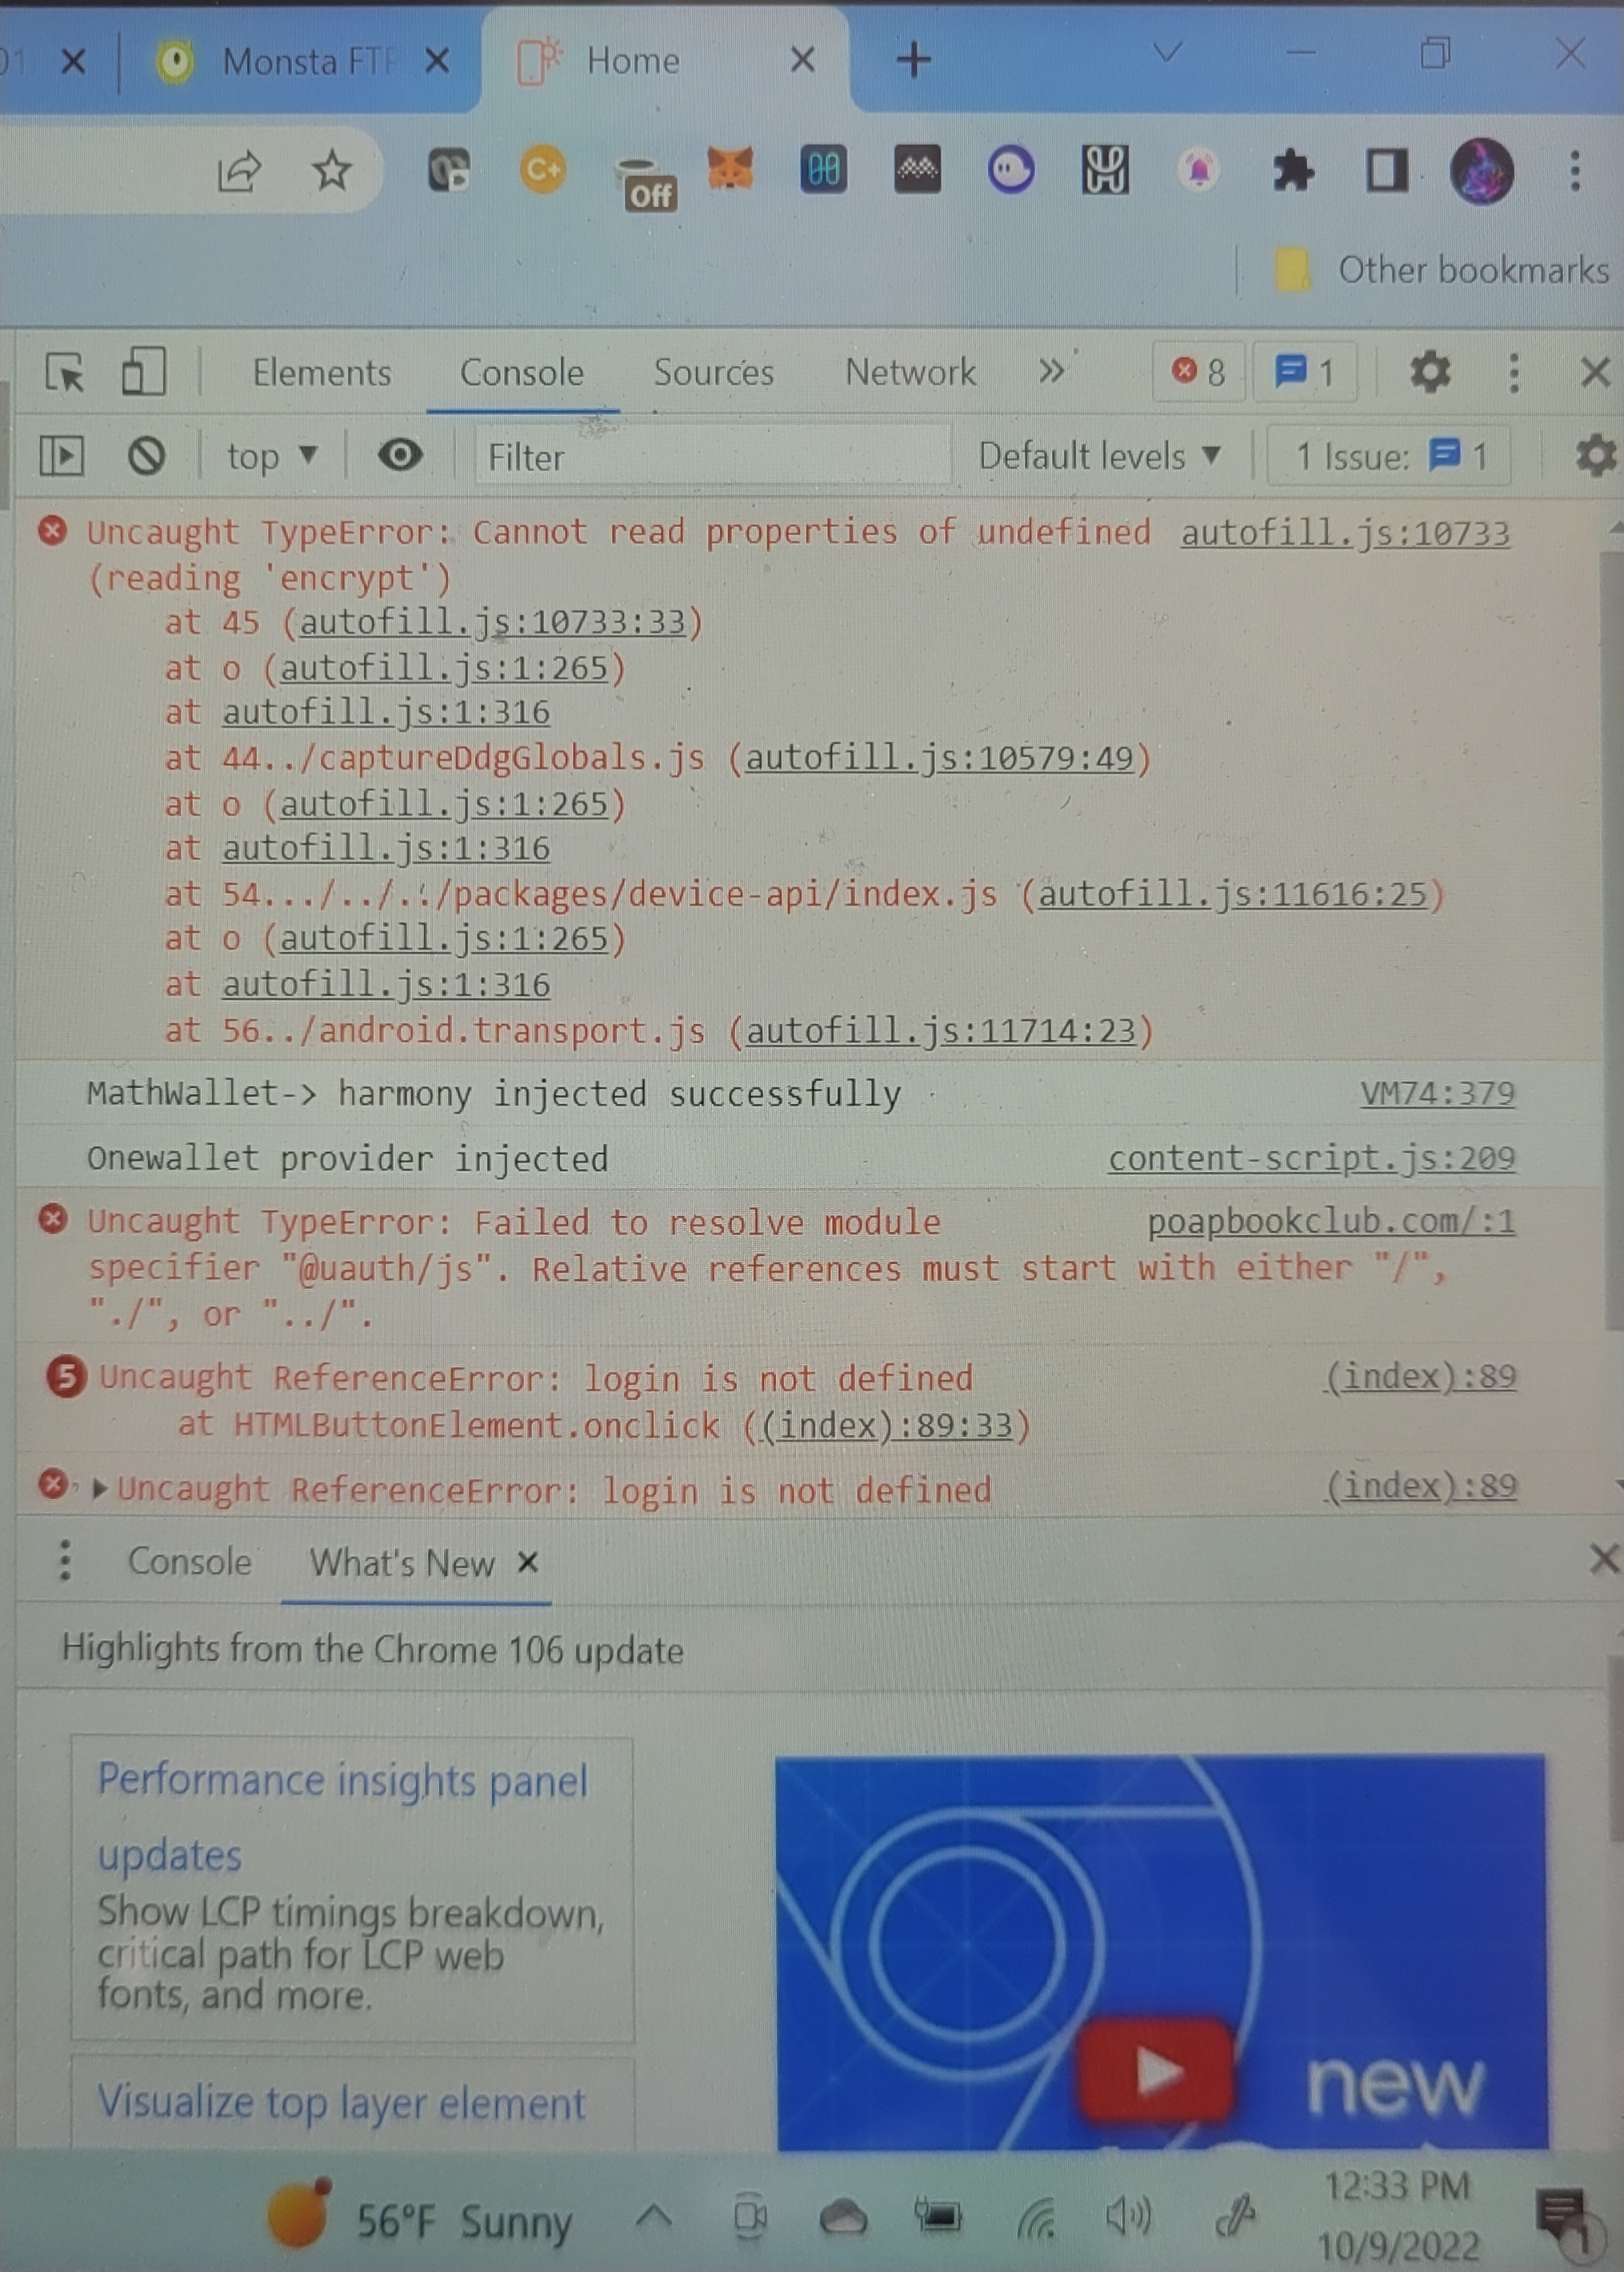 01
Monsta FTP
Home
C+
Off
Other bookmarks
Elements
Console
Sources
Network
8
1
top
Filter
Default levels
1 Issue:
1
Uncaught TypeError: Cannot read properties of undefined autofill.js:10733
(reading 'encrypt')
at 45 (autofill.js:10733:33)
at o (autofill.js:1:265)
at autofill.js:1:316
at 44../captureDdgGlobals.js (autofill.js:10579:49)
at o (autofill.js:1:265)
at autofill.js:1:316
at 54.../../../packages/device-api/index.js (autofill.js:11616:25)
at o (autofill.js:1:265)
at autofill.js:1:316
at 56../android.transport.js (autofill.js:11714:23)
MathWallet-> harmony injected successfully VM74:379
Onewallet provider injected content-script.js:209
Uncaught TypeError: Failed to resolve module poapbookclub.com/:1
specifier "@uauth/js". Relative references must start with either "/",
"./", or "../".
5 Uncaught ReferenceError: login is not defined (index):89
at HTMLButtonElement.onclick ((index):89:33)
Uncaught ReferenceError: login is not defined (index):89
Console
What's New
Highlights from the Chrome 106 update
Performance insights panel
updates
Show LCP timings breakdown,
critical path for LCP web
fonts, and more.
Visualize top layer element
new
56°F Sunny
12:33 PM
10/9/2022
1